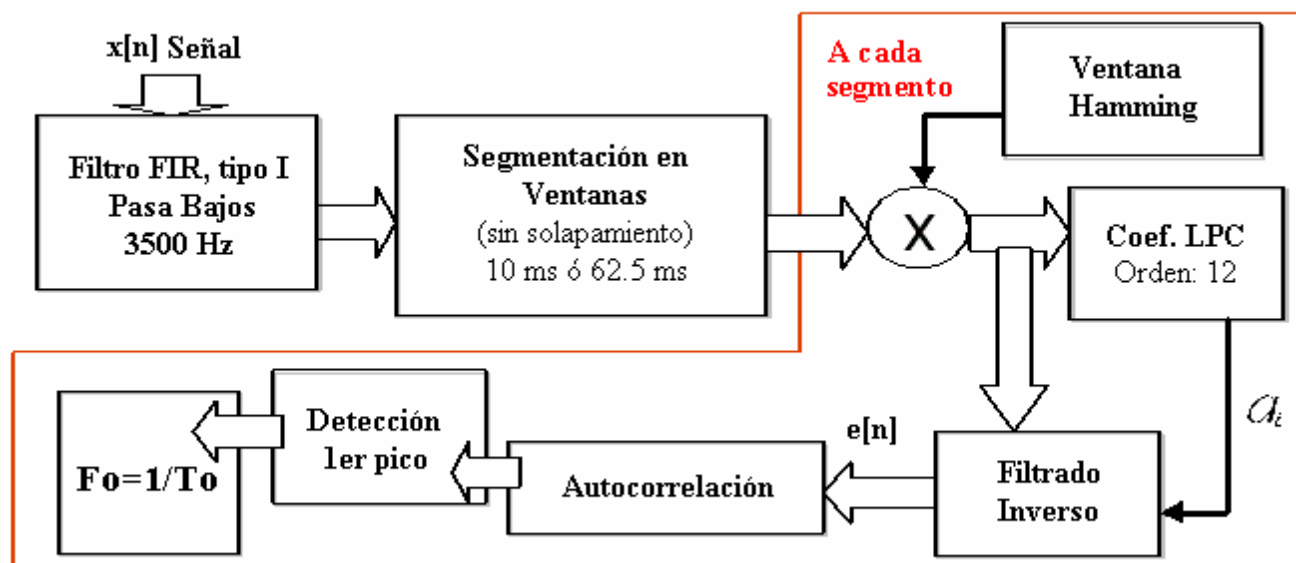 x[n] Señal
Filtro FIR, tipo I
Pasa Bajos
3500 Hz
Segmentación en
Ventanas
(sin solapamiento)
10 ms ó 62.5 ms
A cada
segmento
Ventana
Hamming
X
Coef. LPC
Orden: 12
ai
Filtrado
Inverso
e[n]
Autocorrelación
Detección
1er pico
Fo=1/To